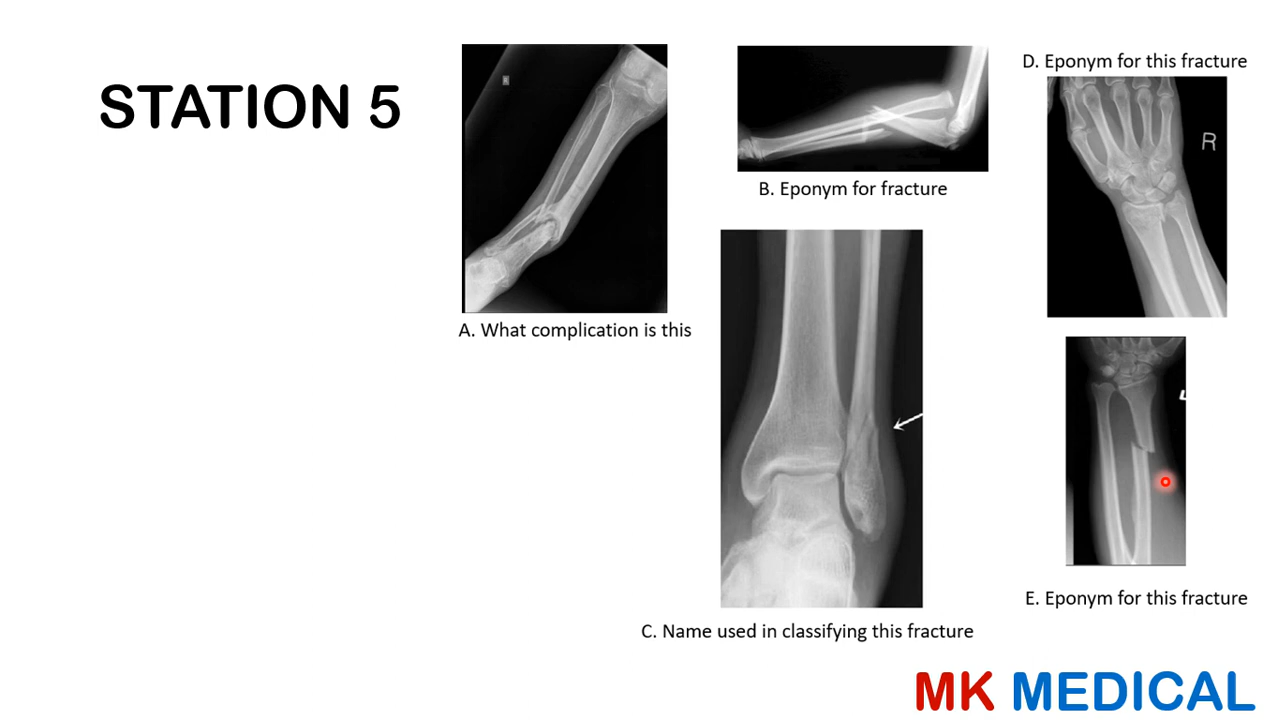 STATION 5
A. What complication is this
B. Eponym for fracture
C. Name used in classifying this fracture
D. Eponym for this fracture
R
E. Eponym for this fracture
MK MEDICAL